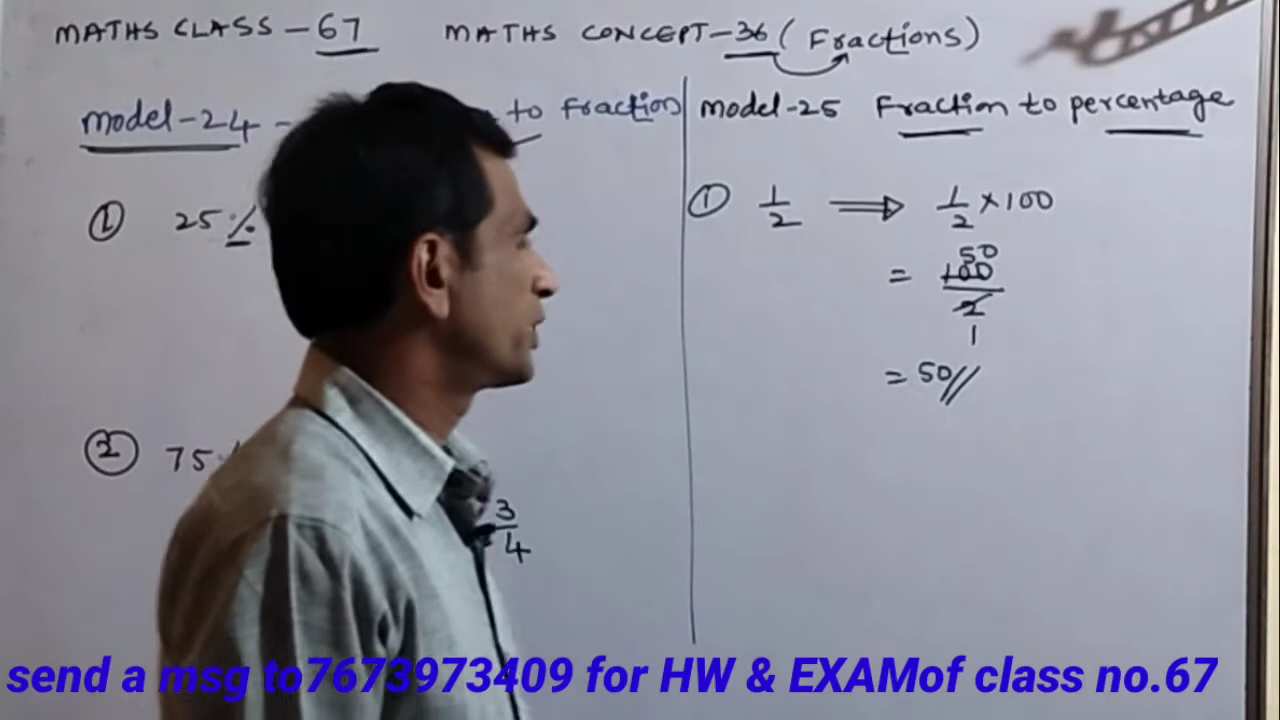 MATHS CLASS - 67 MATHS CONCEPT - 36 ( Fractions )
model - 24 - to Fraction
① 25 %
② 75
3
4
model-25 Fraction to percentage
① 1/2 ⇒ 1/2 × 100
50
= 100
2
1
= 50 //
send a msg to7673973409 for HW & EXAMof class no.67